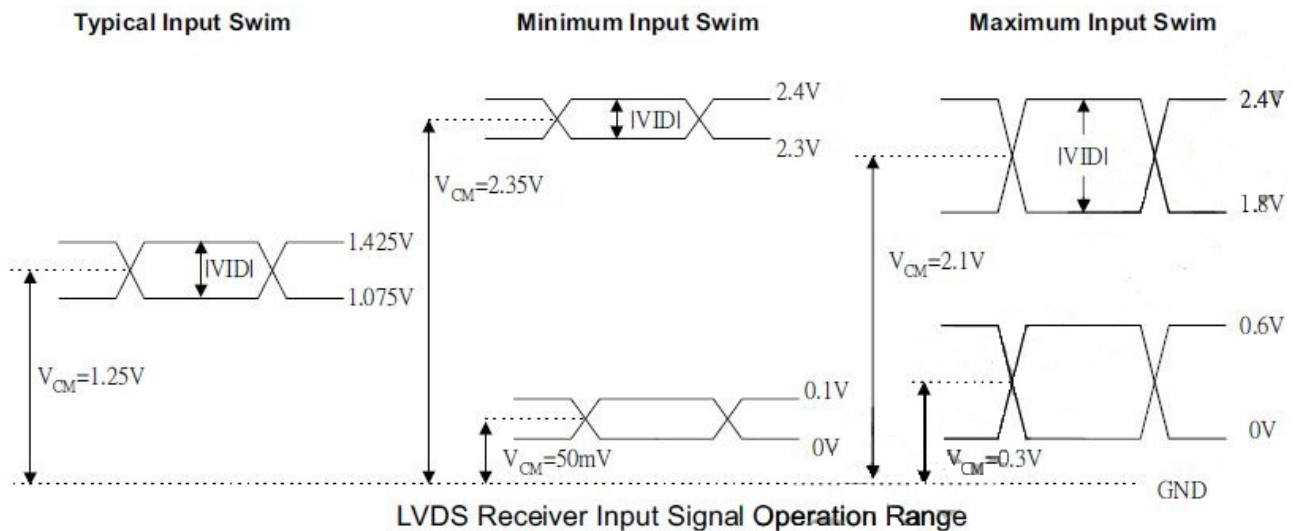 Typical Input Swim
Minimum Input Swim
Maximum Input Swim
2.4V
|VID|
2.3V
V_CM=2.35V
2.4V
|VID|
1.8V
V_CM=2.1V
1.425V
|VID|
1.075V
V_CM=1.25V
0.1V
0V
V_CM=50mV
0.6V
0V
V_CM=0.3V
GND
LVDS Receiver Input Signal Operation Range